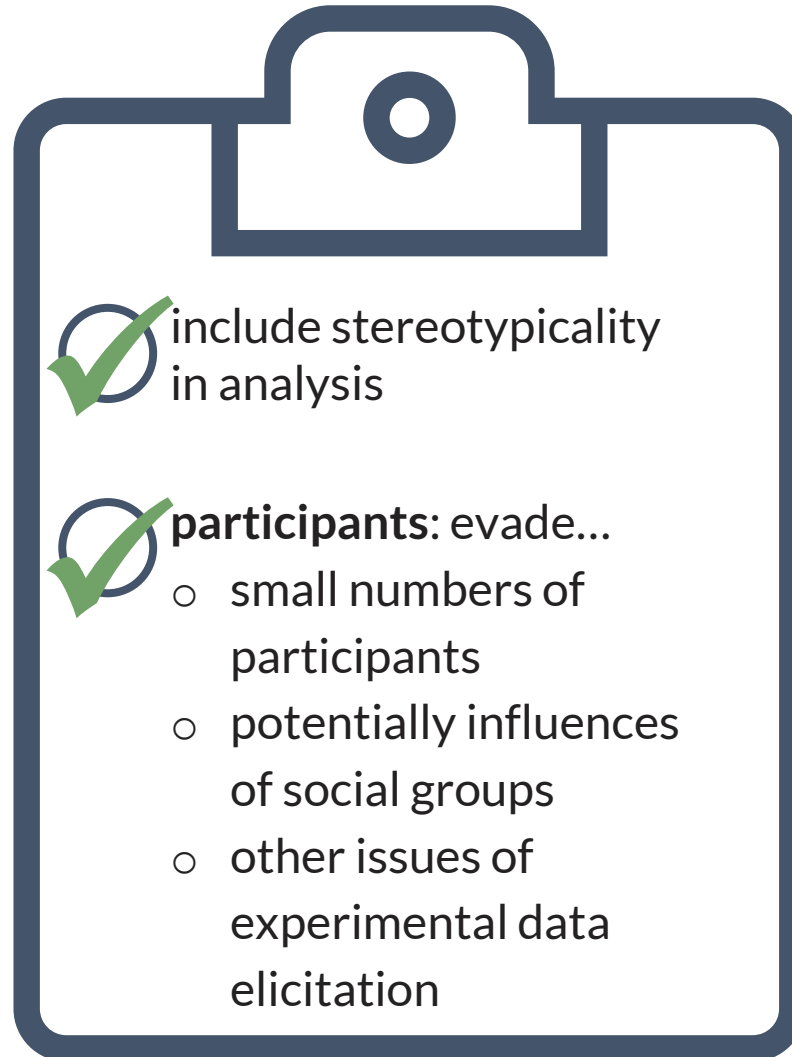 include stereotypicality
in analysis
participants: evade...
o small numbers of
participants
o potentially influences
of social groups
o other issues of
experimental data
elicitation